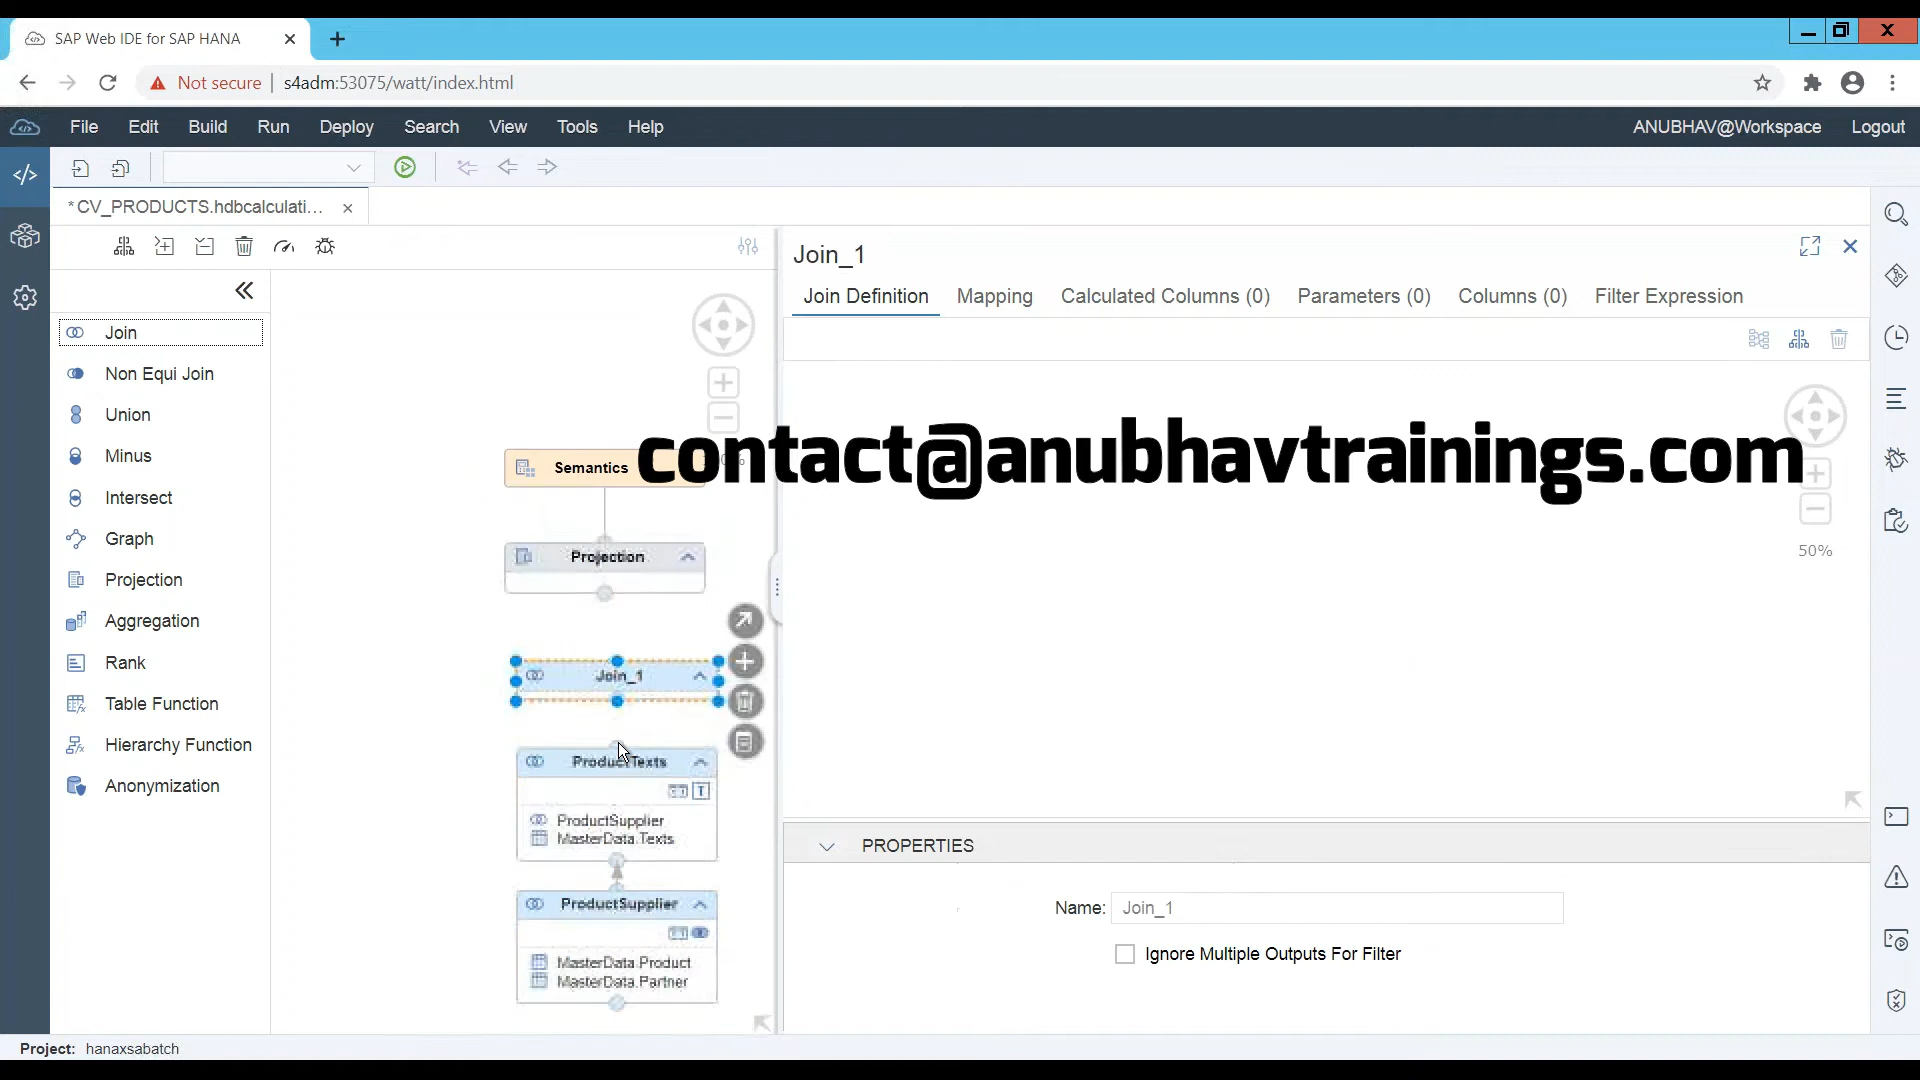 SAP Web IDE for SAP HANA
Not secure | s4adm:53075/watt/index.html
File Edit Build Run Deploy Search View Tools Help ANUBHAV@Workspace Logout
*CV_PRODUCTS.hdbcalculati...
Join_1
Join Definition Mapping Calculated Columns (0) Parameters (0) Columns (0) Filter Expression
Join
Non Equi Join
Union
Minus
Intersect
Graph
Projection
Aggregation
Rank
Table Function
Hierarchy Function
Anonymization
Semantics
Projection
Join_1
ProductTexts
T
ProductSupplier
MasterData.Texts
ProductSupplier
MasterData.Product
MasterData.Partner
contact@anubhavtrainings.com
50%
PROPERTIES
Name: Join_1
Ignore Multiple Outputs For Filter
Project: hanaxsabatch